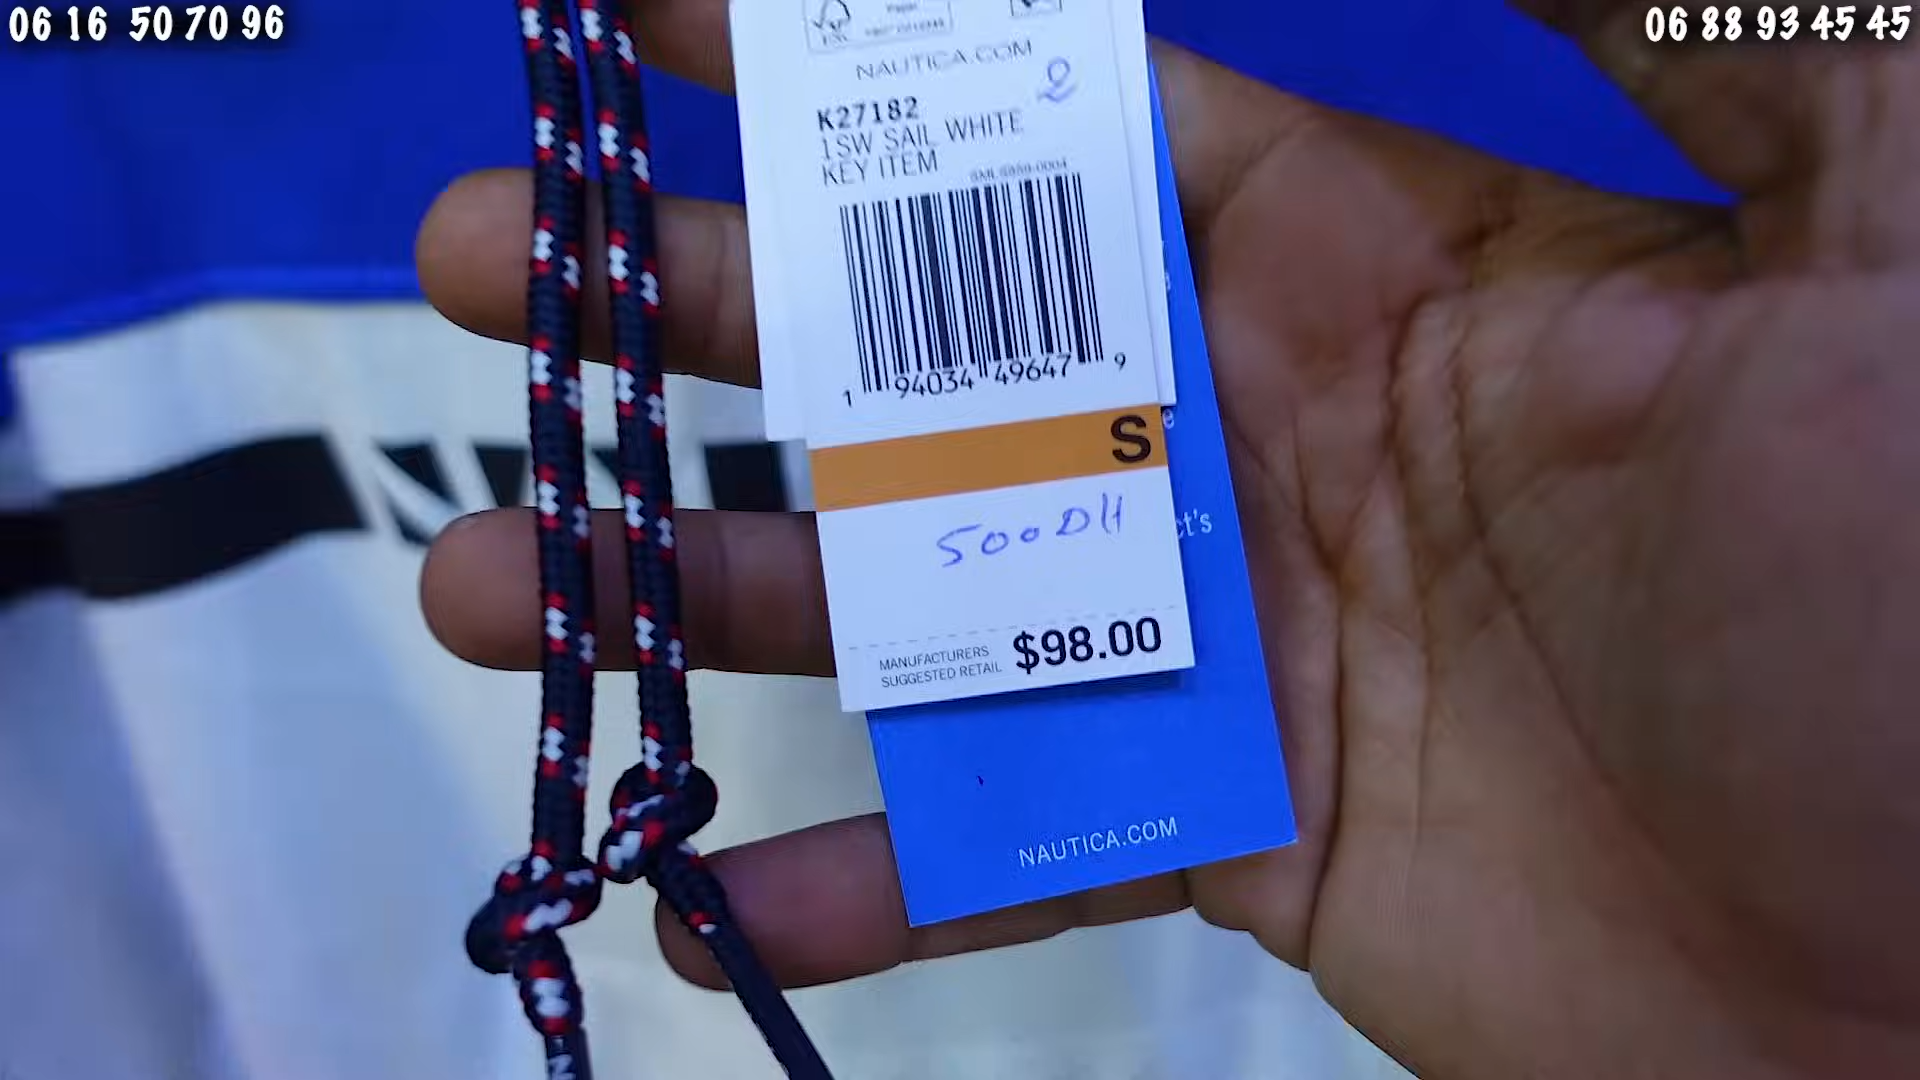 06 16 50 70 96
06 88 93 45 45
NAUTICA.COM
2
K27182
1SW SAIL WHITE
KEY ITEM
1 94034 49647 9
S
500DH
MANUFACTURERS
SUGGESTED RETAIL
$98.00
ct's
e
NAUTICA.COM